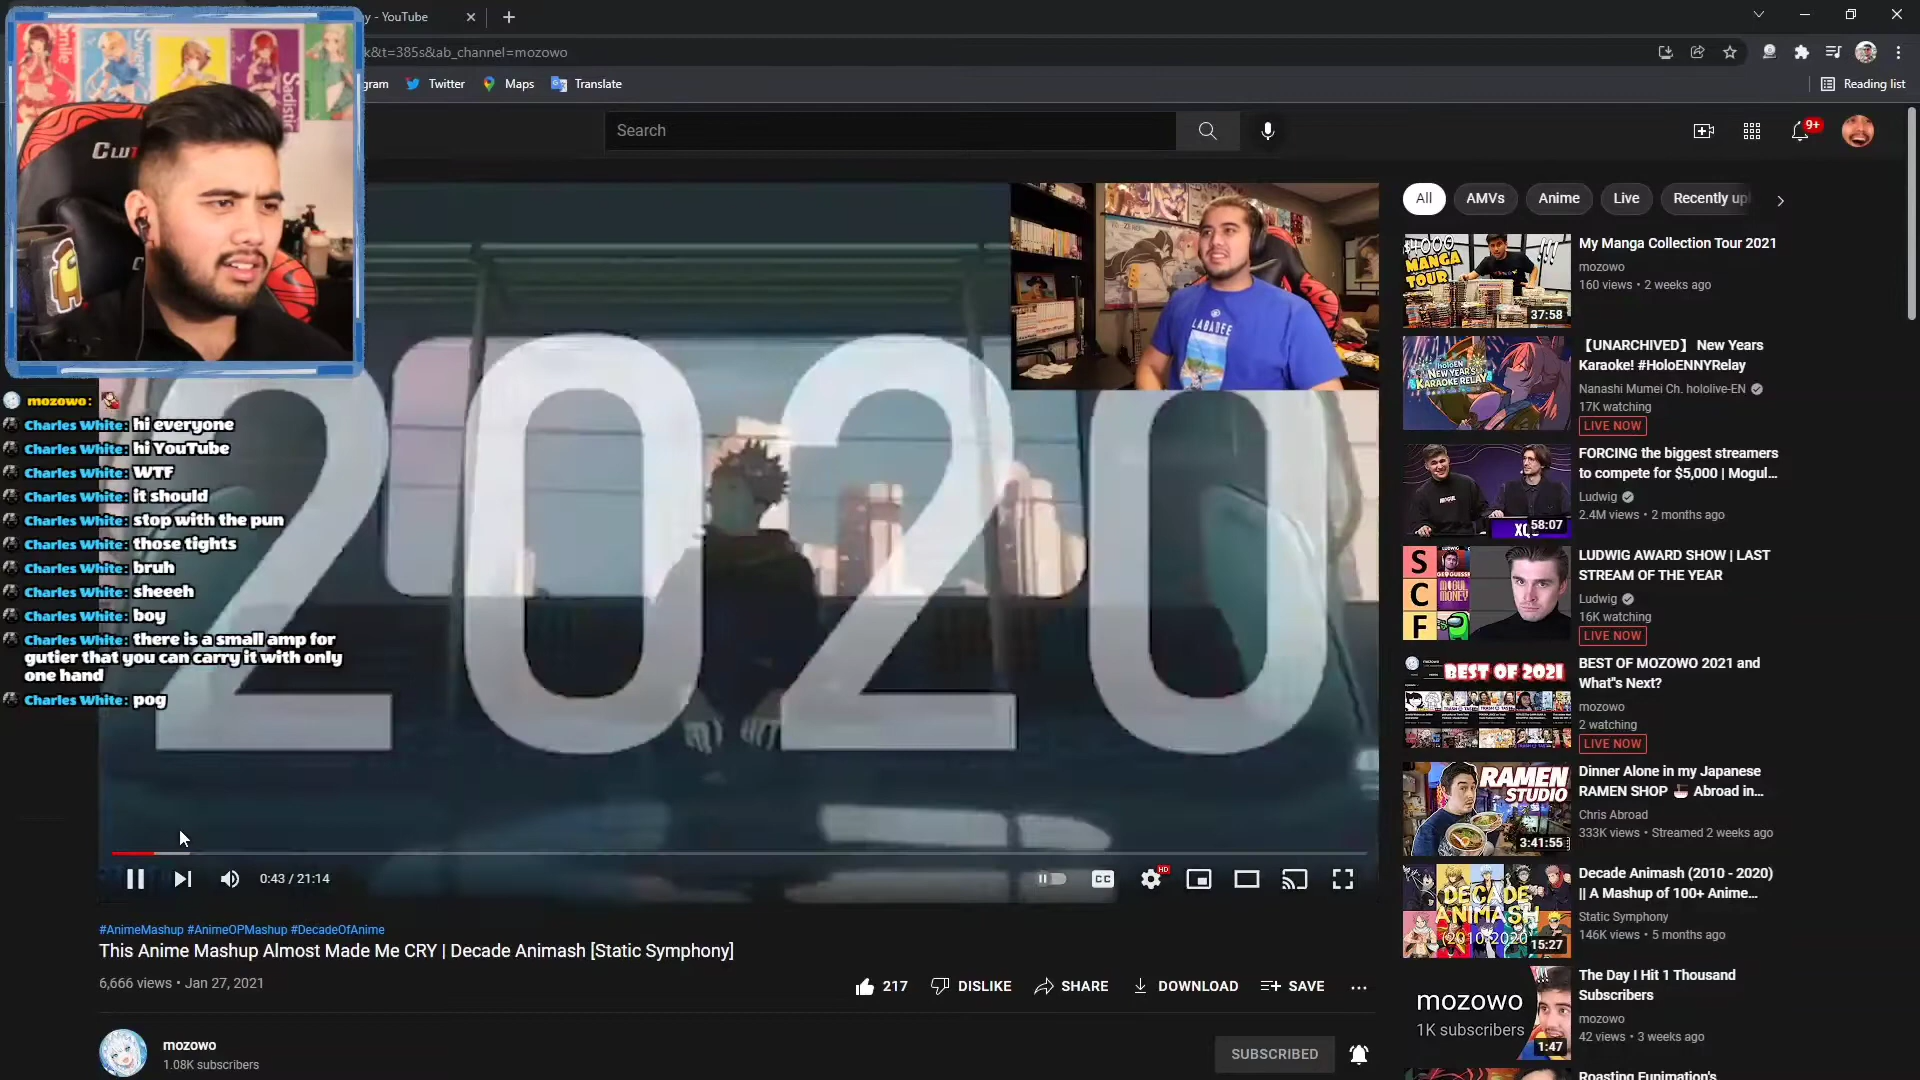 y - YouTube
k&t=385s&ab_channel=mozowo
gram
Twitter
Maps
Translate
Reading list
Search
9+
Smile
Sweet
Sadistic
mozowo:
Charles White: hi everyone
Charles White: hi YouTube
Charles White: WTF
Charles White: it should
Charles White: stop with the pun
Charles White: those tights
Charles White: bruh
Charles White: sheeeh
Charles White: boy
Charles White: there is a small amp for
gutier that you can carry it with only
one hand
Charles White: pog
2020
LABADEE
0:43 / 21:14
CC
HD
#AnimeMashup #AnimeOPMashup #DecadeOfAnime
This Anime Mashup Almost Made Me CRY | Decade Animash [Static Symphony]
6,666 views • Jan 27, 2021
217
DISLIKE
SHARE
DOWNLOAD
SAVE
mozowo
1.08K subscribers
SUBSCRIBED
All
AMVs
Anime
Live
Recently up
MANGA
TOUR
37:58
My Manga Collection Tour 2021
mozowo
160 views • 2 weeks ago
holoEN
NEW YEAR'S
KARAOKE RELAY
【UNARCHIVED】 New Years
Karaoke! #HoloENNYRelay
Nanashi Mumei Ch. hololive-EN
17K watching
LIVE NOW
58:07
FORCING the biggest streamers
to compete for $5,000 | Mogul...
Ludwig
2.4M views • 2 months ago
S
C
F
LUDWIG AWARD SHOW | LAST
STREAM OF THE YEAR
Ludwig
16K watching
LIVE NOW
BEST OF 2021
BEST OF MOZOWO 2021 and
What"s Next?
mozowo
2 watching
LIVE NOW
RAMEN
STUDIO
3:41:55
Dinner Alone in my Japanese
RAMEN SHOP 🍜 Abroad in...
Chris Abroad
333K views • Streamed 2 weeks ago
DECADE
ANIMASH
(2010-2020)
15:27
Decade Animash (2010 - 2020)
|| A Mashup of 100+ Anime...
Static Symphony
146K views • 5 months ago
mozowo
1K subscribers
1:47
The Day I Hit 1 Thousand
Subscribers
mozowo
42 views • 3 weeks ago
Roasting Funimation's